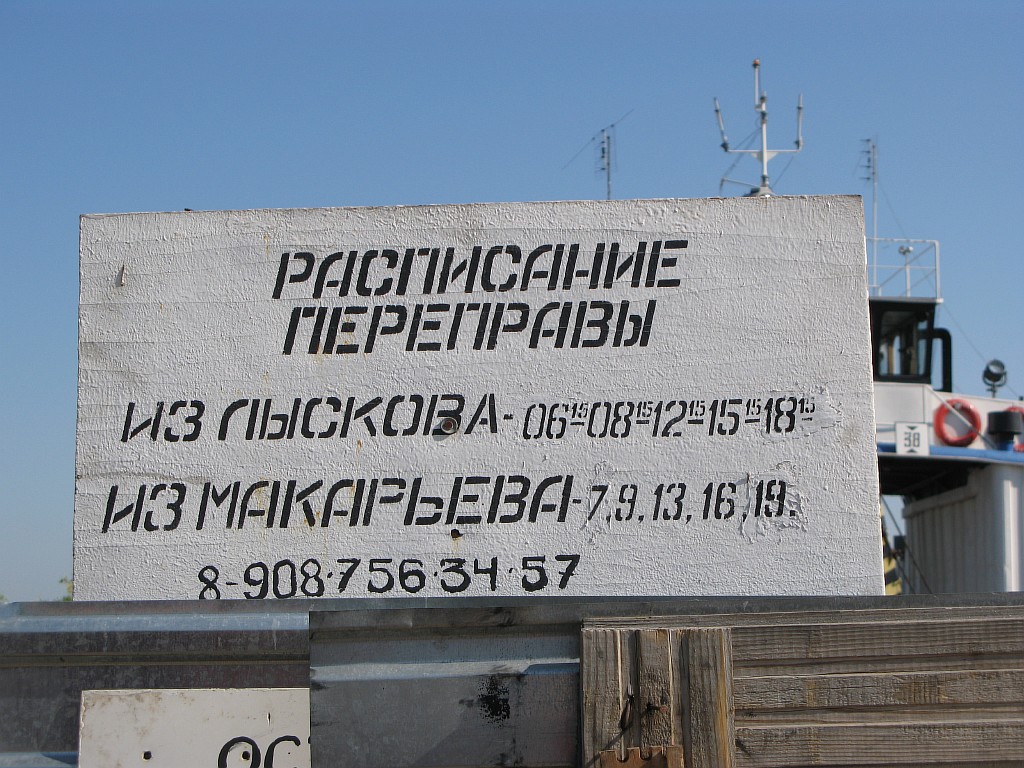 РАСПИСАНИЕ
ПЕРЕПРАВЫ
ИЗ ЛЫСКОВА- 06¹⁵-08¹⁵-12¹⁵-15¹⁵-18¹⁵-
ИЗ МАКАРЬЕВА-7,9,13,16,19.
8-908·756·34·57
38